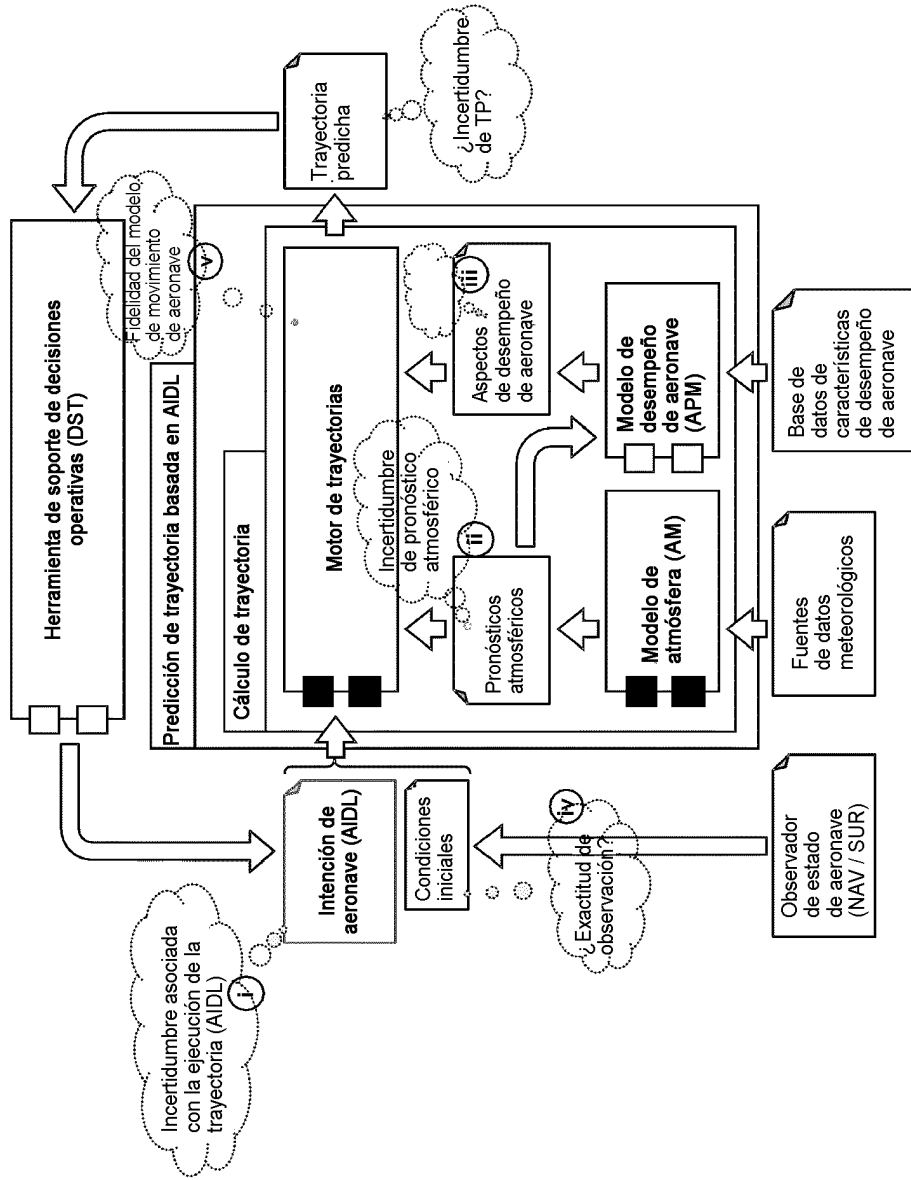 Herramienta de soporte de decisiones
operativas (DST)
Fidelidad del modelo
de movimiento
de aeronave
v
Predicción de trayectoria basada en AIDL
Cálculo de trayectoria
Incertidumbre asociada
con la ejecución de la
trayectoria (AIDL)
i
Intención de
aeronave (AIDL)
Condiciones
iniciales
Motor de trayectorias
Trayectoria
predicha
¿Incertidumbre
de TP?
Incertidumbre
de pronóstico
atmosférico
ii
iii
Pronósticos
atmosféricos
Aspectos
de desempeño
de aeronave
iv
¿Exactitud de
observación?
Modelo de
atmósfera (AM)
Modelo de
desempeño
de aeronave
(APM)
Observador
de estado
de aeronave
(NAV / SUR)
Fuentes
de datos
meteorológicos
Base de
datos de
características
de desempeño
de aeronave